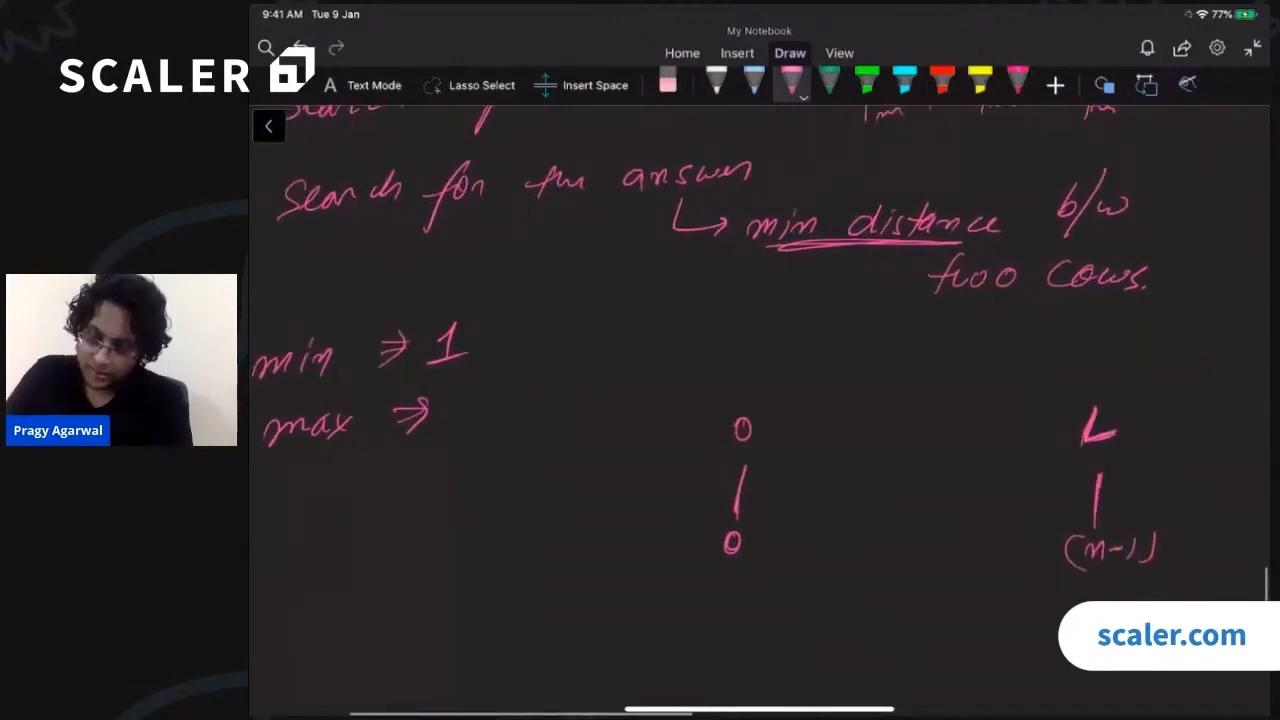 9:41 AM Tue 9 Jan
77%
My Notebook
SCALER
Home Insert Draw View
Text Mode Lasso Select Insert Space
Search for the answer
min distance b/w
two cows.
min ⇒ 1
max ⇒
0 L
0 (n-1)
Pragy Agarwal
scaler.com